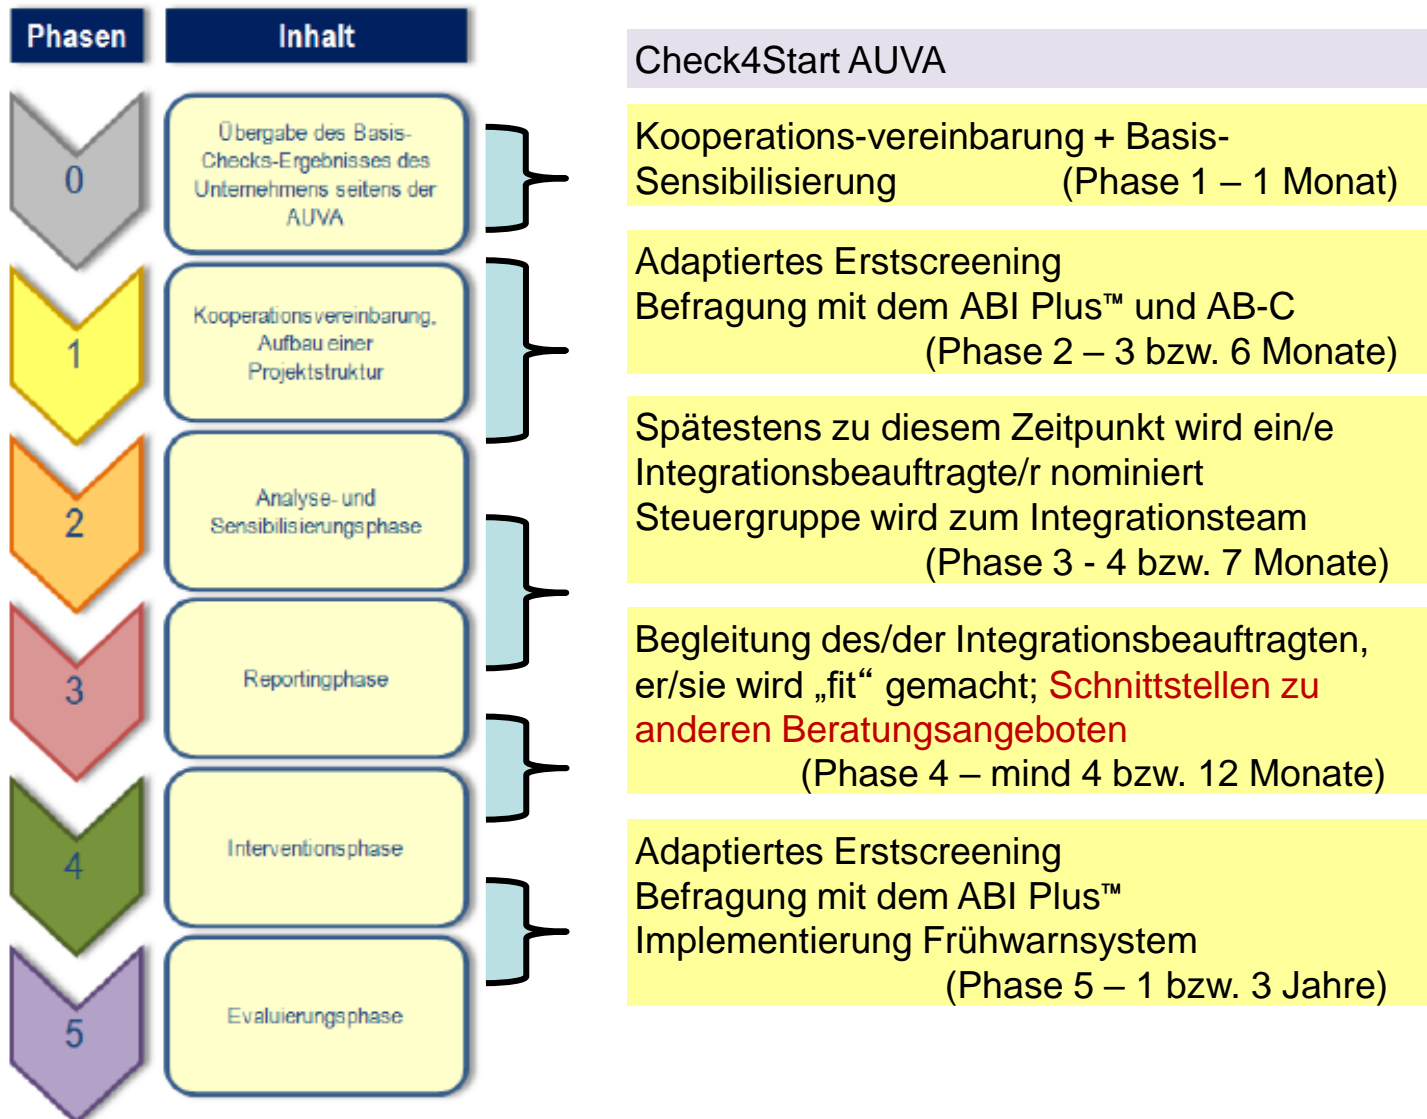 Phasen
Inhalt
0
Übergabe des Basis-
Checks-Ergebnisses des
Unternehmens seitens der
AUVA
1
Kooperationsvereinbarung,
Aufbau einer
Projektstruktur
2
Analyse- und
Sensibilisierungsphase
3
Reportingphase
4
Interventionsphase
5
Evaluierungsphase
Check4Start AUVA
Kooperations-vereinbarung + Basis-
Sensibilisierung (Phase 1 – 1 Monat)
Adaptiertes Erstscreening
Befragung mit dem ABI Plus™ und AB-C
(Phase 2 – 3 bzw. 6 Monate)
Spätestens zu diesem Zeitpunkt wird ein/e
Integrationsbeauftragte/r nominiert
Steuergruppe wird zum Integrationsteam
(Phase 3 - 4 bzw. 7 Monate)
Begleitung des/der Integrationsbeauftragten,
er/sie wird „fit“ gemacht; Schnittstellen zu
anderen Beratungsangeboten
(Phase 4 – mind 4 bzw. 12 Monate)
Adaptiertes Erstscreening
Befragung mit dem ABI Plus™
Implementierung Frühwarnsystem
(Phase 5 – 1 bzw. 3 Jahre)